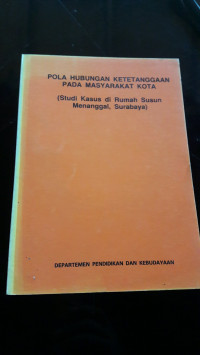 POLA HUBUNGAN KETETANGGAAN
PADA MASYARAKAT KOTA
(Studi Kasus di Rumah Susun
Menanggal, Surabaya)
DEPARTEMEN PENDIDIKAN DAN KEBUDAYAAN